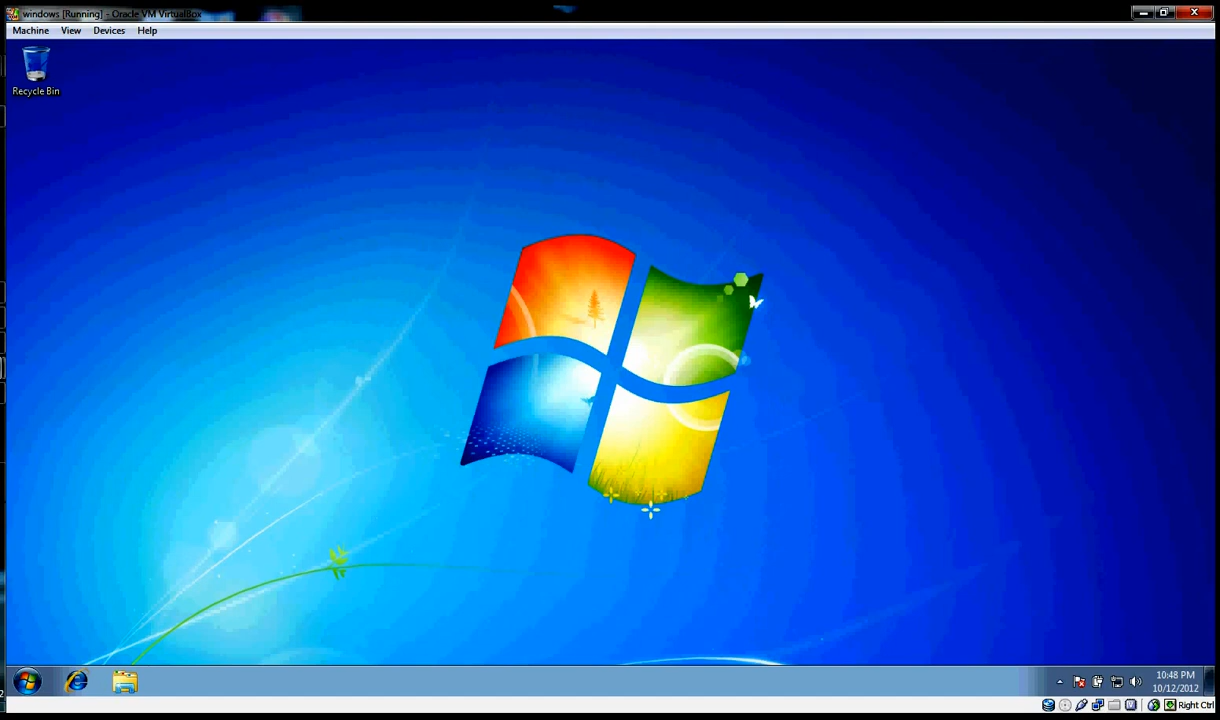 windows [Running] - Oracle VM VirtualBox
Machine View Devices Help
Recycle Bin
10:48 PM
10/12/2012
Right Ctrl